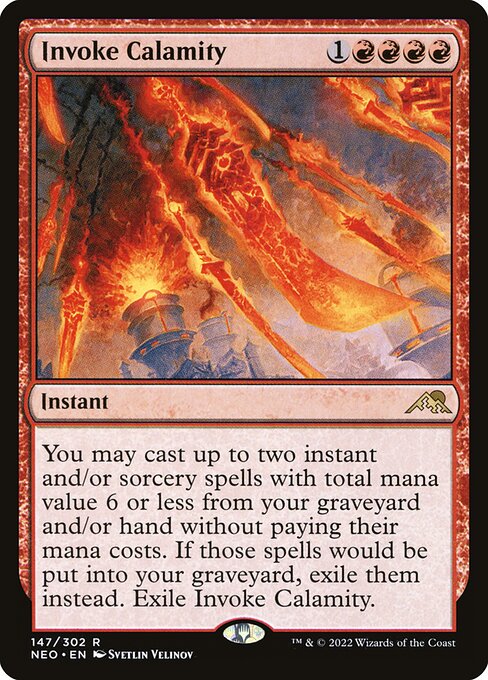 Invoke Calamity 1
Instant
You may cast up to two instant
and/or sorcery spells with total mana
value 6 or less from your graveyard
and/or hand without paying their
mana costs. If those spells would be
put into your graveyard, exile them
instead. Exile Invoke Calamity.
147/302 R
NEO • EN Svetlin Velinov
™ & © 2022 Wizards of the Coast